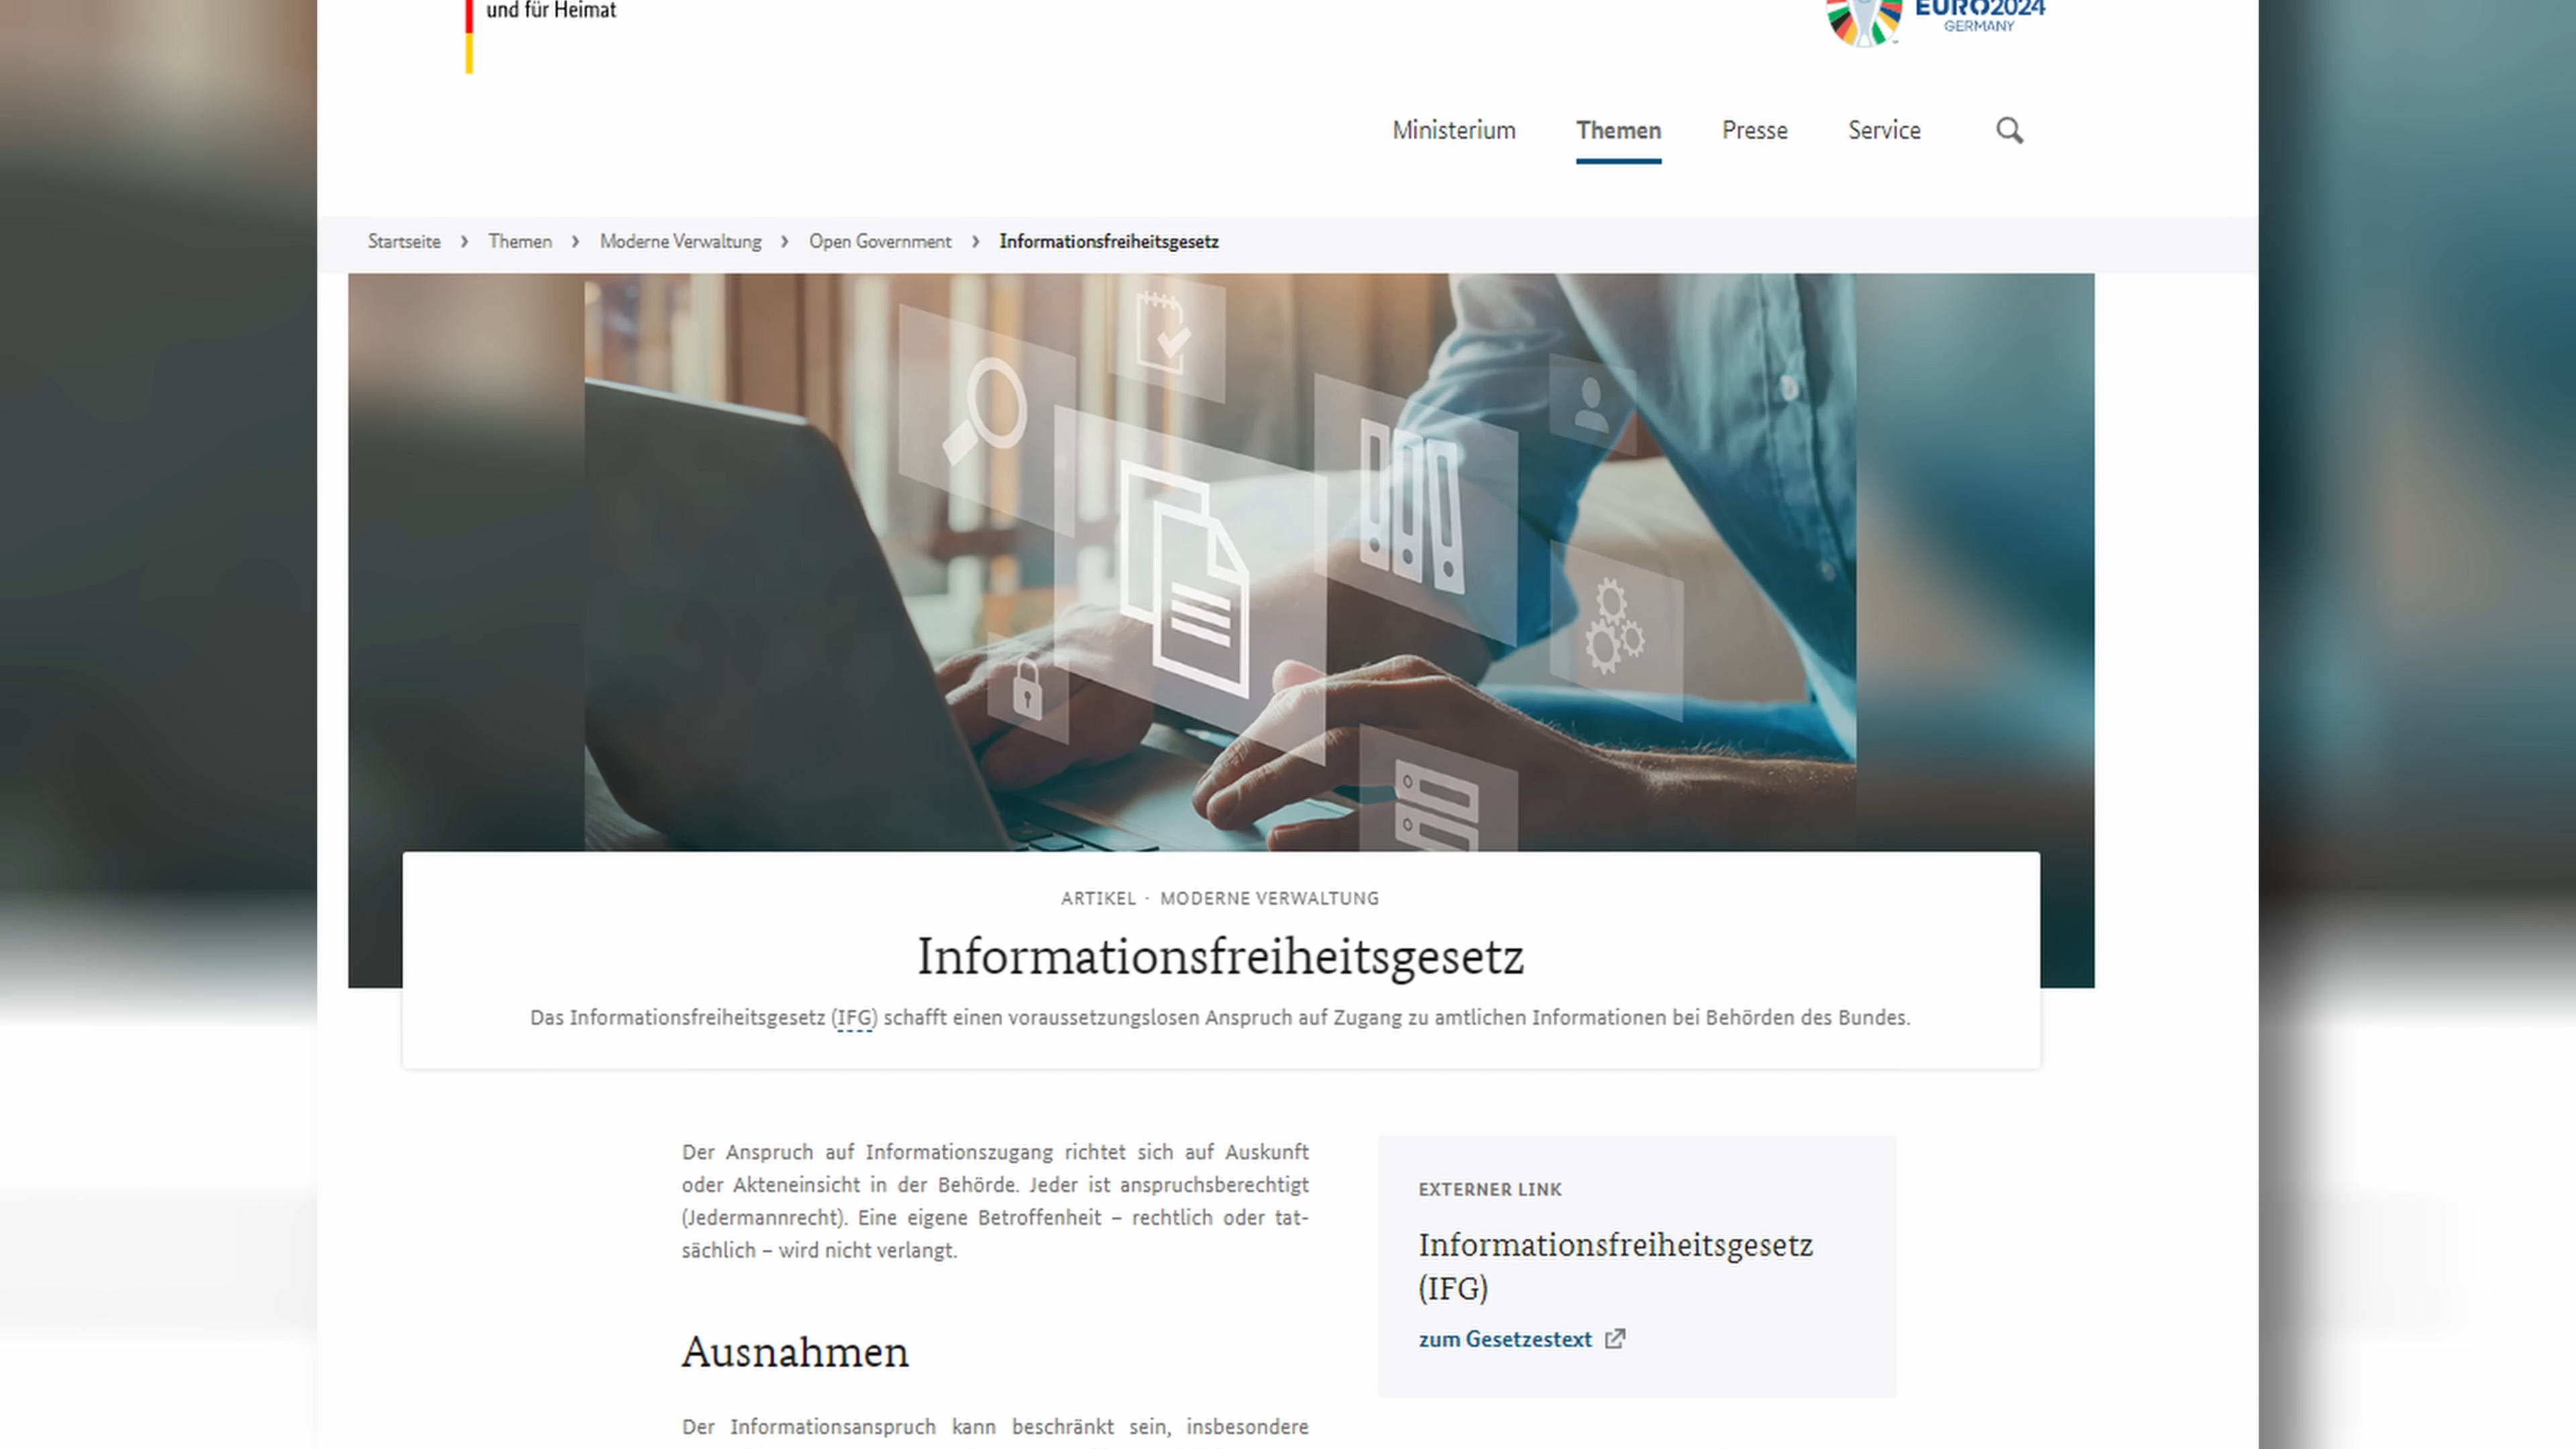 und für Heimat
EURO2024
GERMANY
Ministerium Themen Presse Service
Startseite › Themen › Moderne Verwaltung › Open Government › Informationsfreiheitsgesetz
ARTIKEL · MODERNE VERWALTUNG
Informationsfreiheitsgesetz
Das Informationsfreiheitsgesetz (IFG) schafft einen voraussetzungslosen Anspruch auf Zugang zu amtlichen Informationen bei Behörden des Bundes.
Der Anspruch auf Informationszugang richtet sich auf Auskunft
oder Akteneinsicht in der Behörde. Jeder ist anspruchsberechtigt
(Jedermannrecht). Eine eigene Betroffenheit – rechtlich oder tat-
sächlich – wird nicht verlangt.
Ausnahmen
Der Informationsanspruch kann beschränkt sein, insbesondere
EXTERNER LINK
Informationsfreiheitsgesetz
(IFG)
zum Gesetzestext